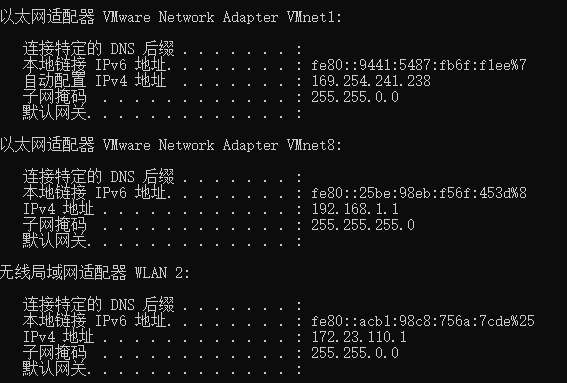 以太网适配器 VMware Network Adapter VMnet1:
连接特定的 DNS 后缀 . . . . . . . :
本地链接 IPv6 地址. . . . . . . . : fe80::9441:5487:fb6f:f1ee%7
自动配置 IPv4 地址  . . . . . . . : 169.254.241.238
子网掩码  . . . . . . . . . . . . : 255.255.0.0
默认网关. . . . . . . . . . . . . :
以太网适配器 VMware Network Adapter VMnet8:
连接特定的 DNS 后缀 . . . . . . . :
本地链接 IPv6 地址. . . . . . . . : fe80::25be:98eb:f56f:453d%8
IPv4 地址 . . . . . . . . . . . . : 192.168.1.1
子网掩码  . . . . . . . . . . . . : 255.255.255.0
默认网关. . . . . . . . . . . . . :
无线局域网适配器 WLAN 2:
连接特定的 DNS 后缀 . . . . . . . :
本地链接 IPv6 地址. . . . . . . . : fe80::acb1:98c8:756a:7cde%25
IPv4 地址 . . . . . . . . . . . . : 172.23.110.1
子网掩码  . . . . . . . . . . . . : 255.255.0.0
默认网关. . . . . . . . . . . . . :